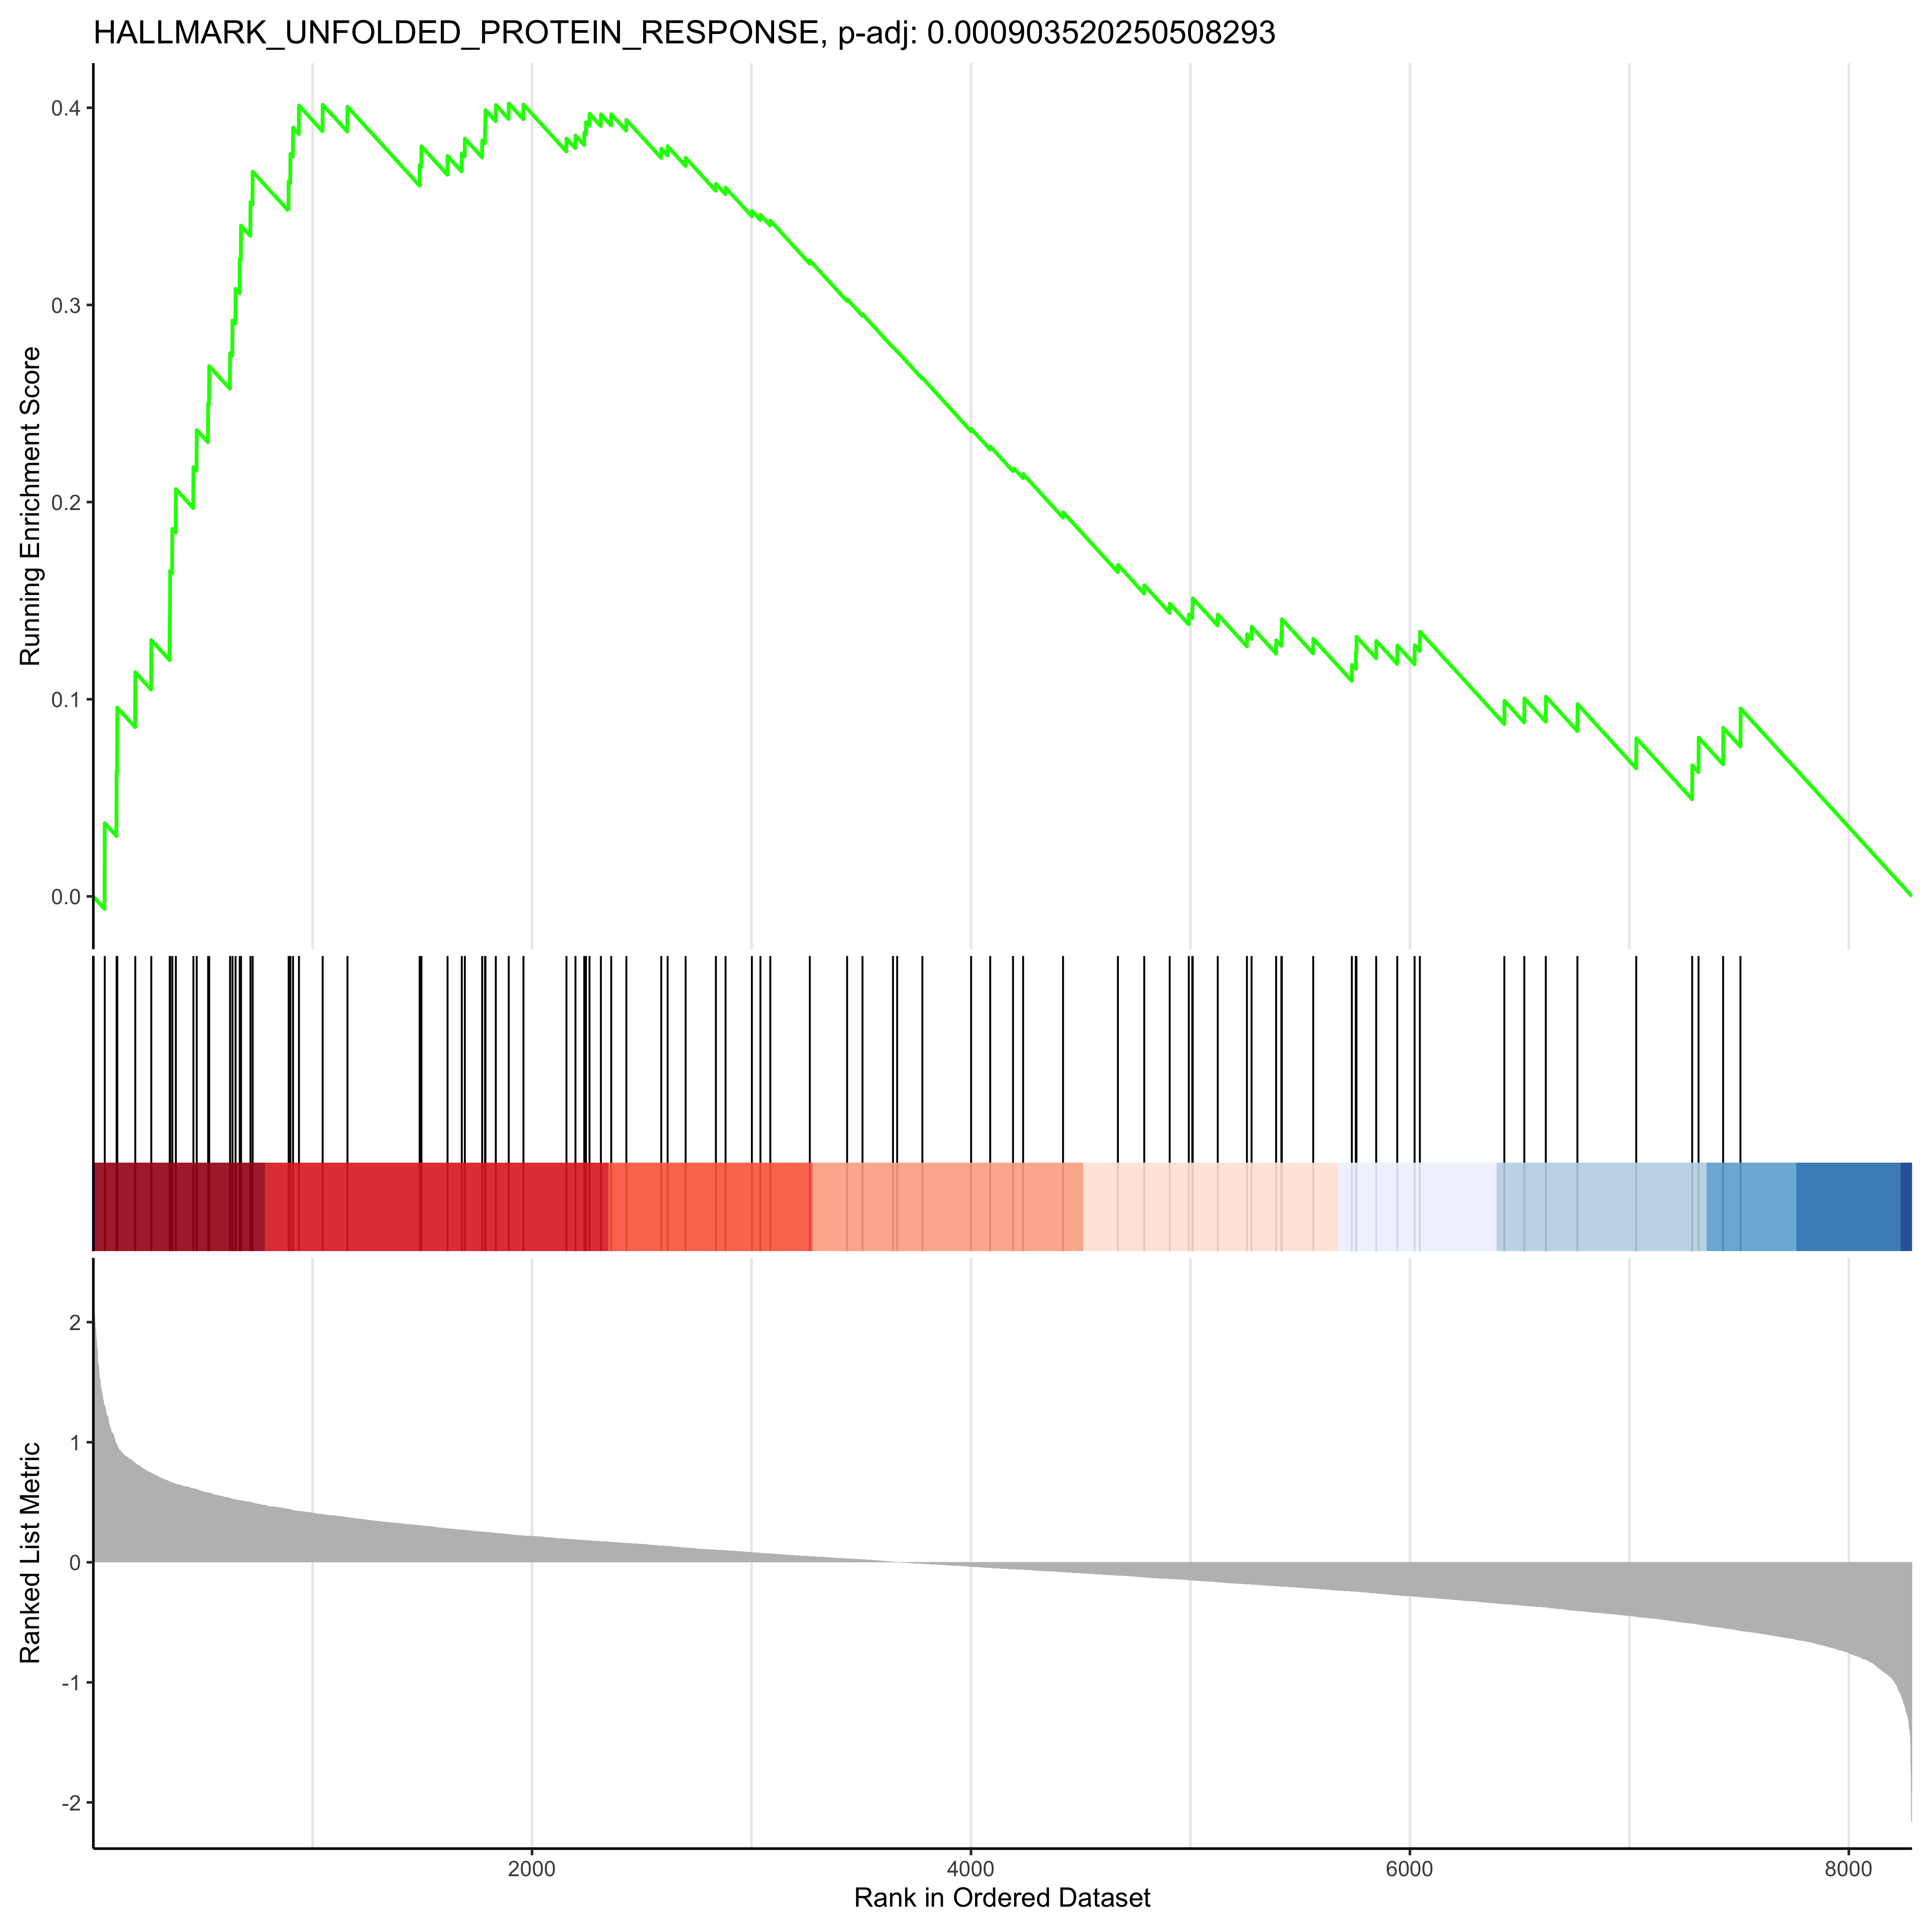 HALLMARK_UNFOLDED_PROTEIN_RESPONSE, p-adj: 0.000903520250508293
Running Enrichment Score
0.4
0.3
0.2
0.1
0.0
Ranked List Metric
2
1
0
-1
-2
2000 4000 6000 8000
Rank in Ordered Dataset